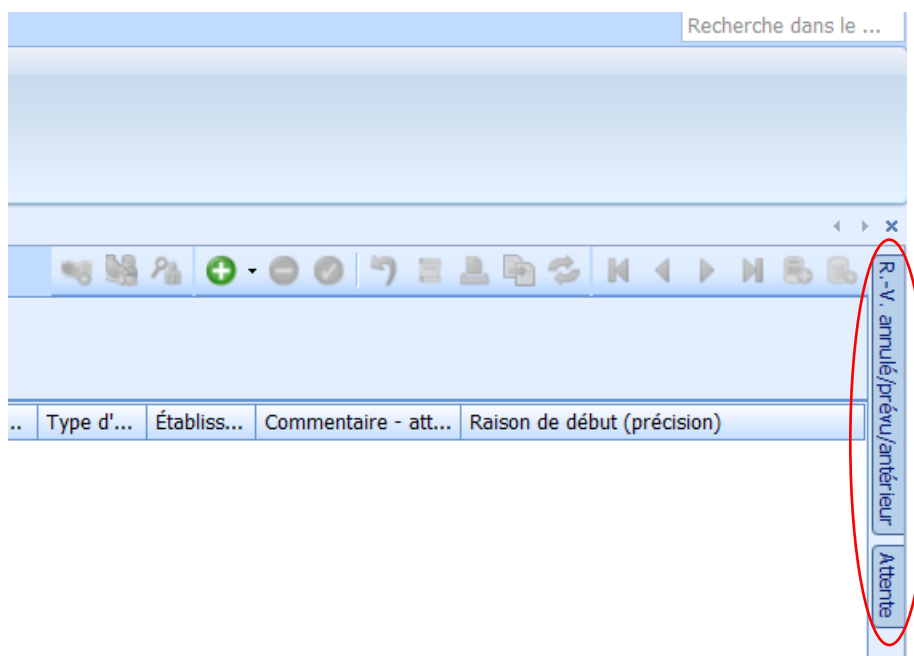 Recherche dans le ...
R.-V. annulé/prévu/antérieur
.. Type d'... Établiss... Commentaire - att... Raison de début (précision)
Attente